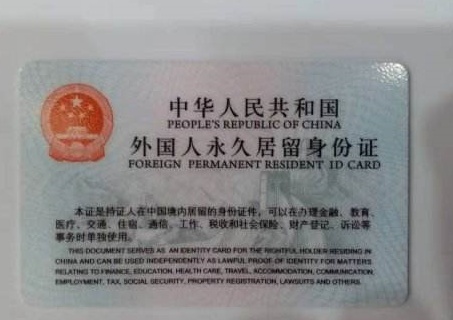 中华人民共和国
PEOPLE'S REPUBLIC OF CHINA
外国人永久居留身份证
FOREIGN PERMANENT RESIDENT ID CARD
本证是持证人在中国境内居留的身份证件，可以在办理金融、教育、
医疗、交通、住宿、通信、工作、税收和社会保险、财产登记、诉讼等
事务时单独使用。
THIS DOCUMENT SERVES AS AN IDENTITY CARD FOR THE RIGHTFUL HOLDER RESIDING IN
CHINA AND CAN BE USED INDEPENDENTLY AS LAWFUL PROOF OF IDENTITY FOR MATTERS
RELATING TO FINANCE, EDUCATION, HEALTH CARE, TRAVEL, ACCOMMODATION, COMMUNICATION,
EMPLOYMENT, TAX, SOCIAL SECURITY, PROPERTY REGISTRATION, LAWSUITS AND OTHERS.